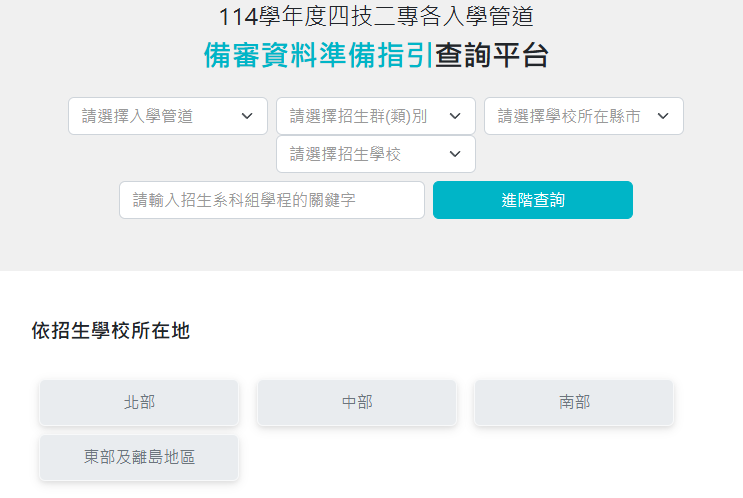 114學年度四技二專各入學管道
備審資料準備指引查詢平台
請選擇入學管道 請選擇招生群(類)別 請選擇學校所在縣市
請選擇招生學校
請輸入招生系科組學程的關鍵字 進階查詢
依招生學校所在地
北部 中部 南部
東部及離島地區